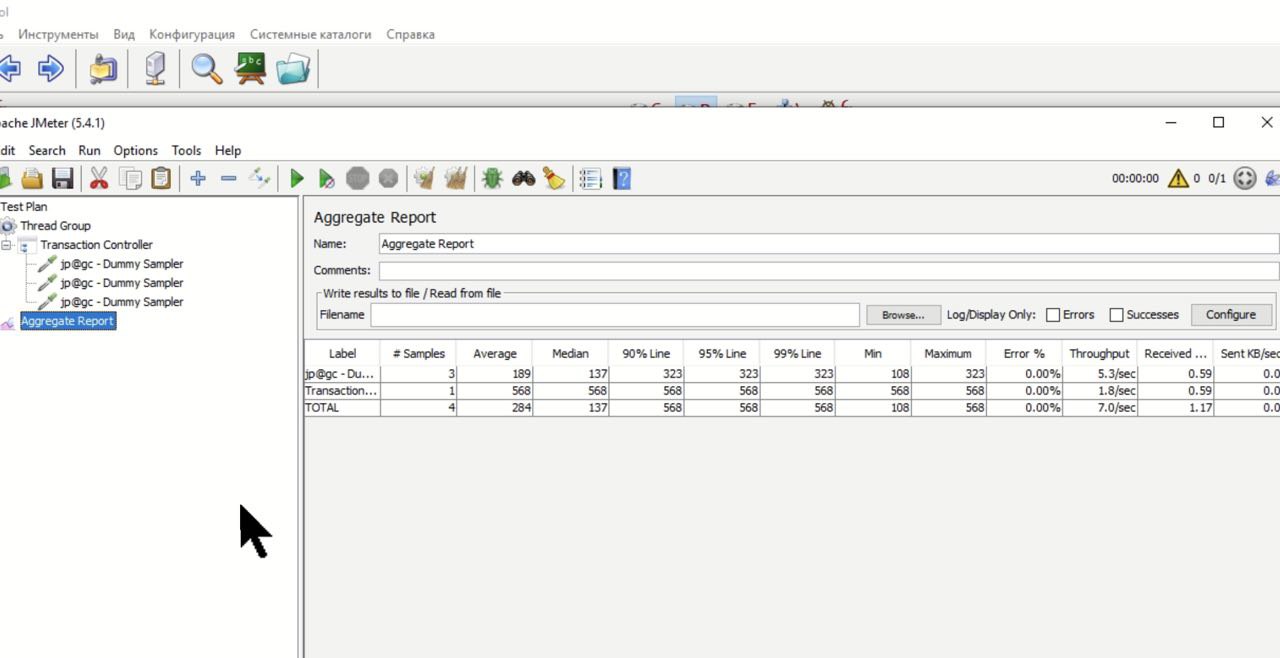 ol
ь Инструменты Вид Конфигурация Системные каталоги Справка
abc
ache JMeter (5.4.1)
dit Search Run Options Tools Help
00:00:00 0 0/1
Test Plan
Thread Group
Transaction Controller
jp@gc - Dummy Sampler
jp@gc - Dummy Sampler
jp@gc - Dummy Sampler
Aggregate Report
Aggregate Report
Name: Aggregate Report
Comments:
Write results to file / Read from file
Filename Browse... Log/Display Only: Errors Successes Configure
Label # Samples Average Median 90% Line 95% Line 99% Line Min Maximum Error % Throughput Received ... Sent KB/sec
jp@gc - Du... 3 189 137 323 323 323 108 323 0.00% 5.3/sec 0.59 0.0
Transaction... 1 568 568 568 568 568 568 568 0.00% 1.8/sec 0.59 0.0
TOTAL 4 284 137 568 568 568 108 568 0.00% 7.0/sec 1.17 0.0